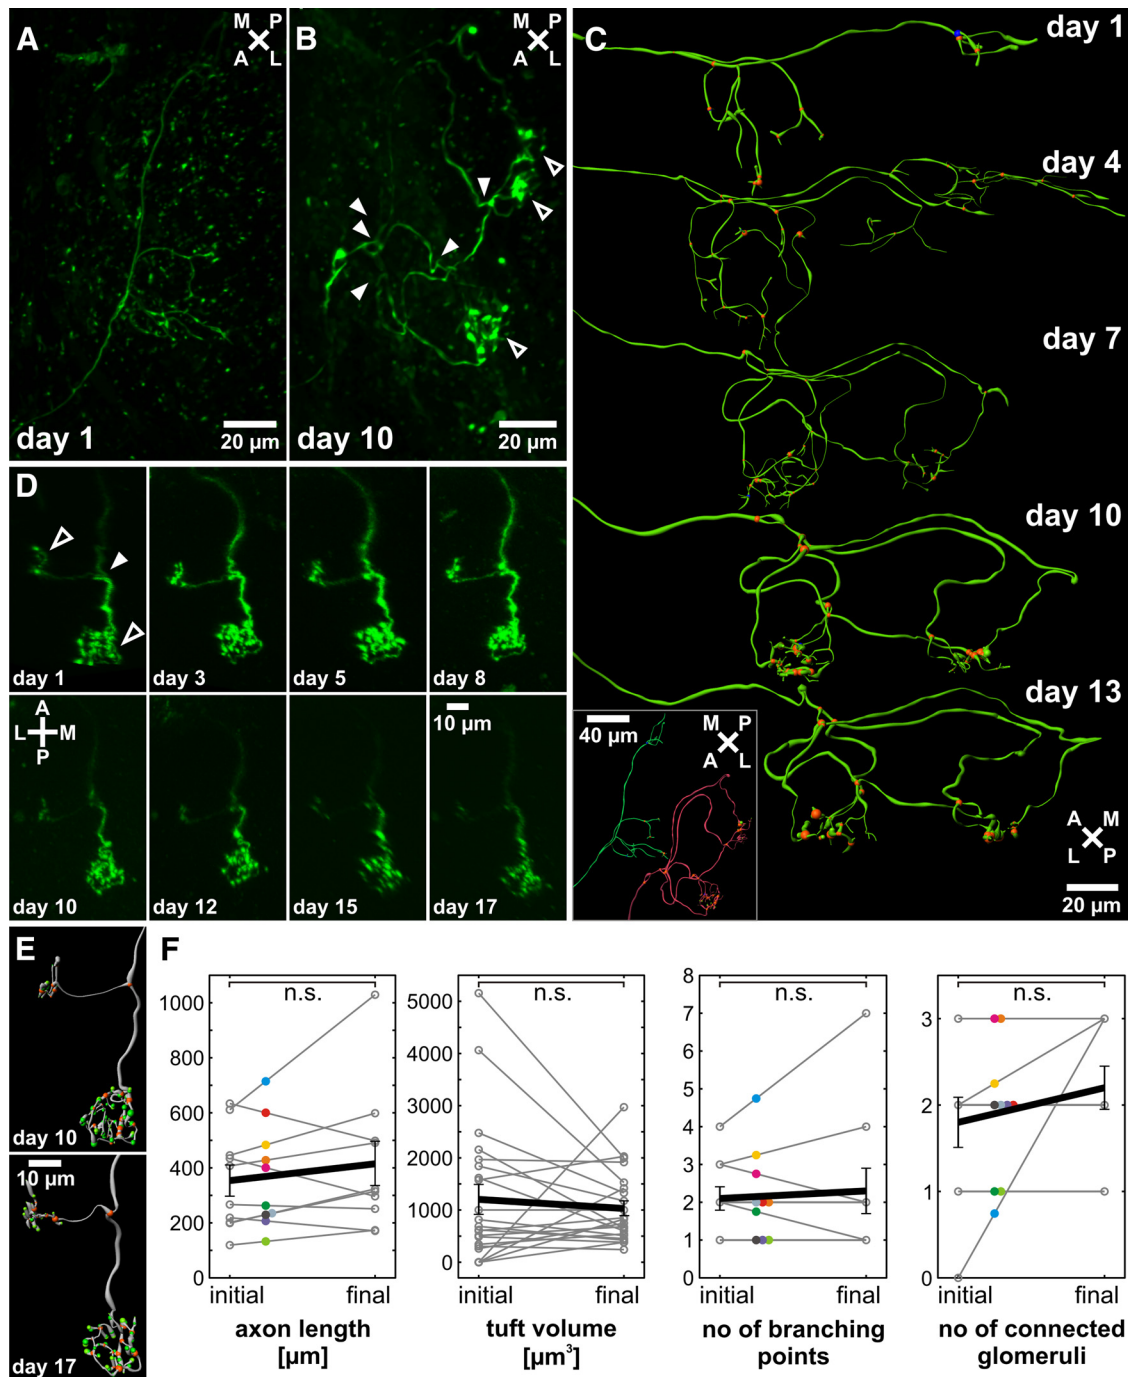 A
M P
A L
day 1
20 µm
B
M P
A L
day 10
20 µm
C
day 1
day 4
day 7
day 10
day 13
40 µm
M P
A L
A M
L P
20 µm
D
day 1
day 3
day 5
day 8
A
L M
P
10 µm
day 10
day 12
day 15
day 17
E
day 10
10 µm
day 17
F
n.s.
1000
800
600
400
200
0
initial final
axon length
[µm]
n.s.
5000
4000
3000
2000
1000
0
initial final
tuft volume
[µm³]
n.s.
8
7
6
5
4
3
2
1
0
initial final
no of branching
points
n.s.
3
2
1
0
initial final
no of connected
glomeruli